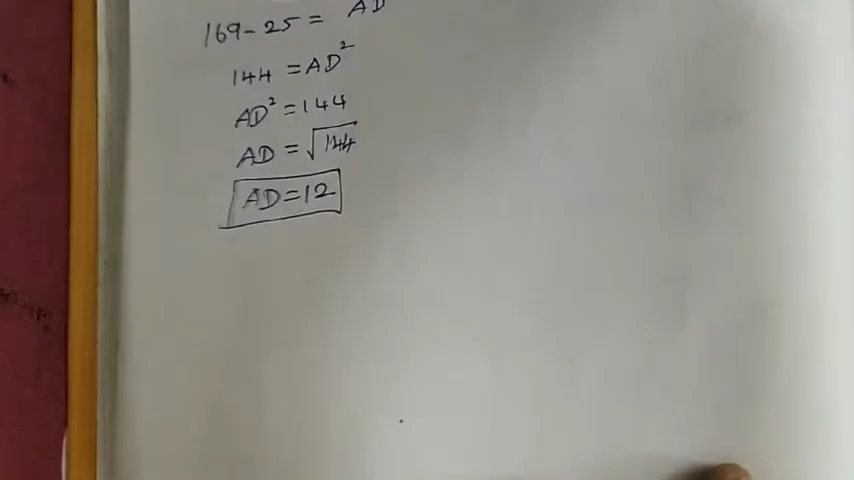 169 - 25 = AD
144 = AD²
AD² = 144
AD = √144
AD = 12